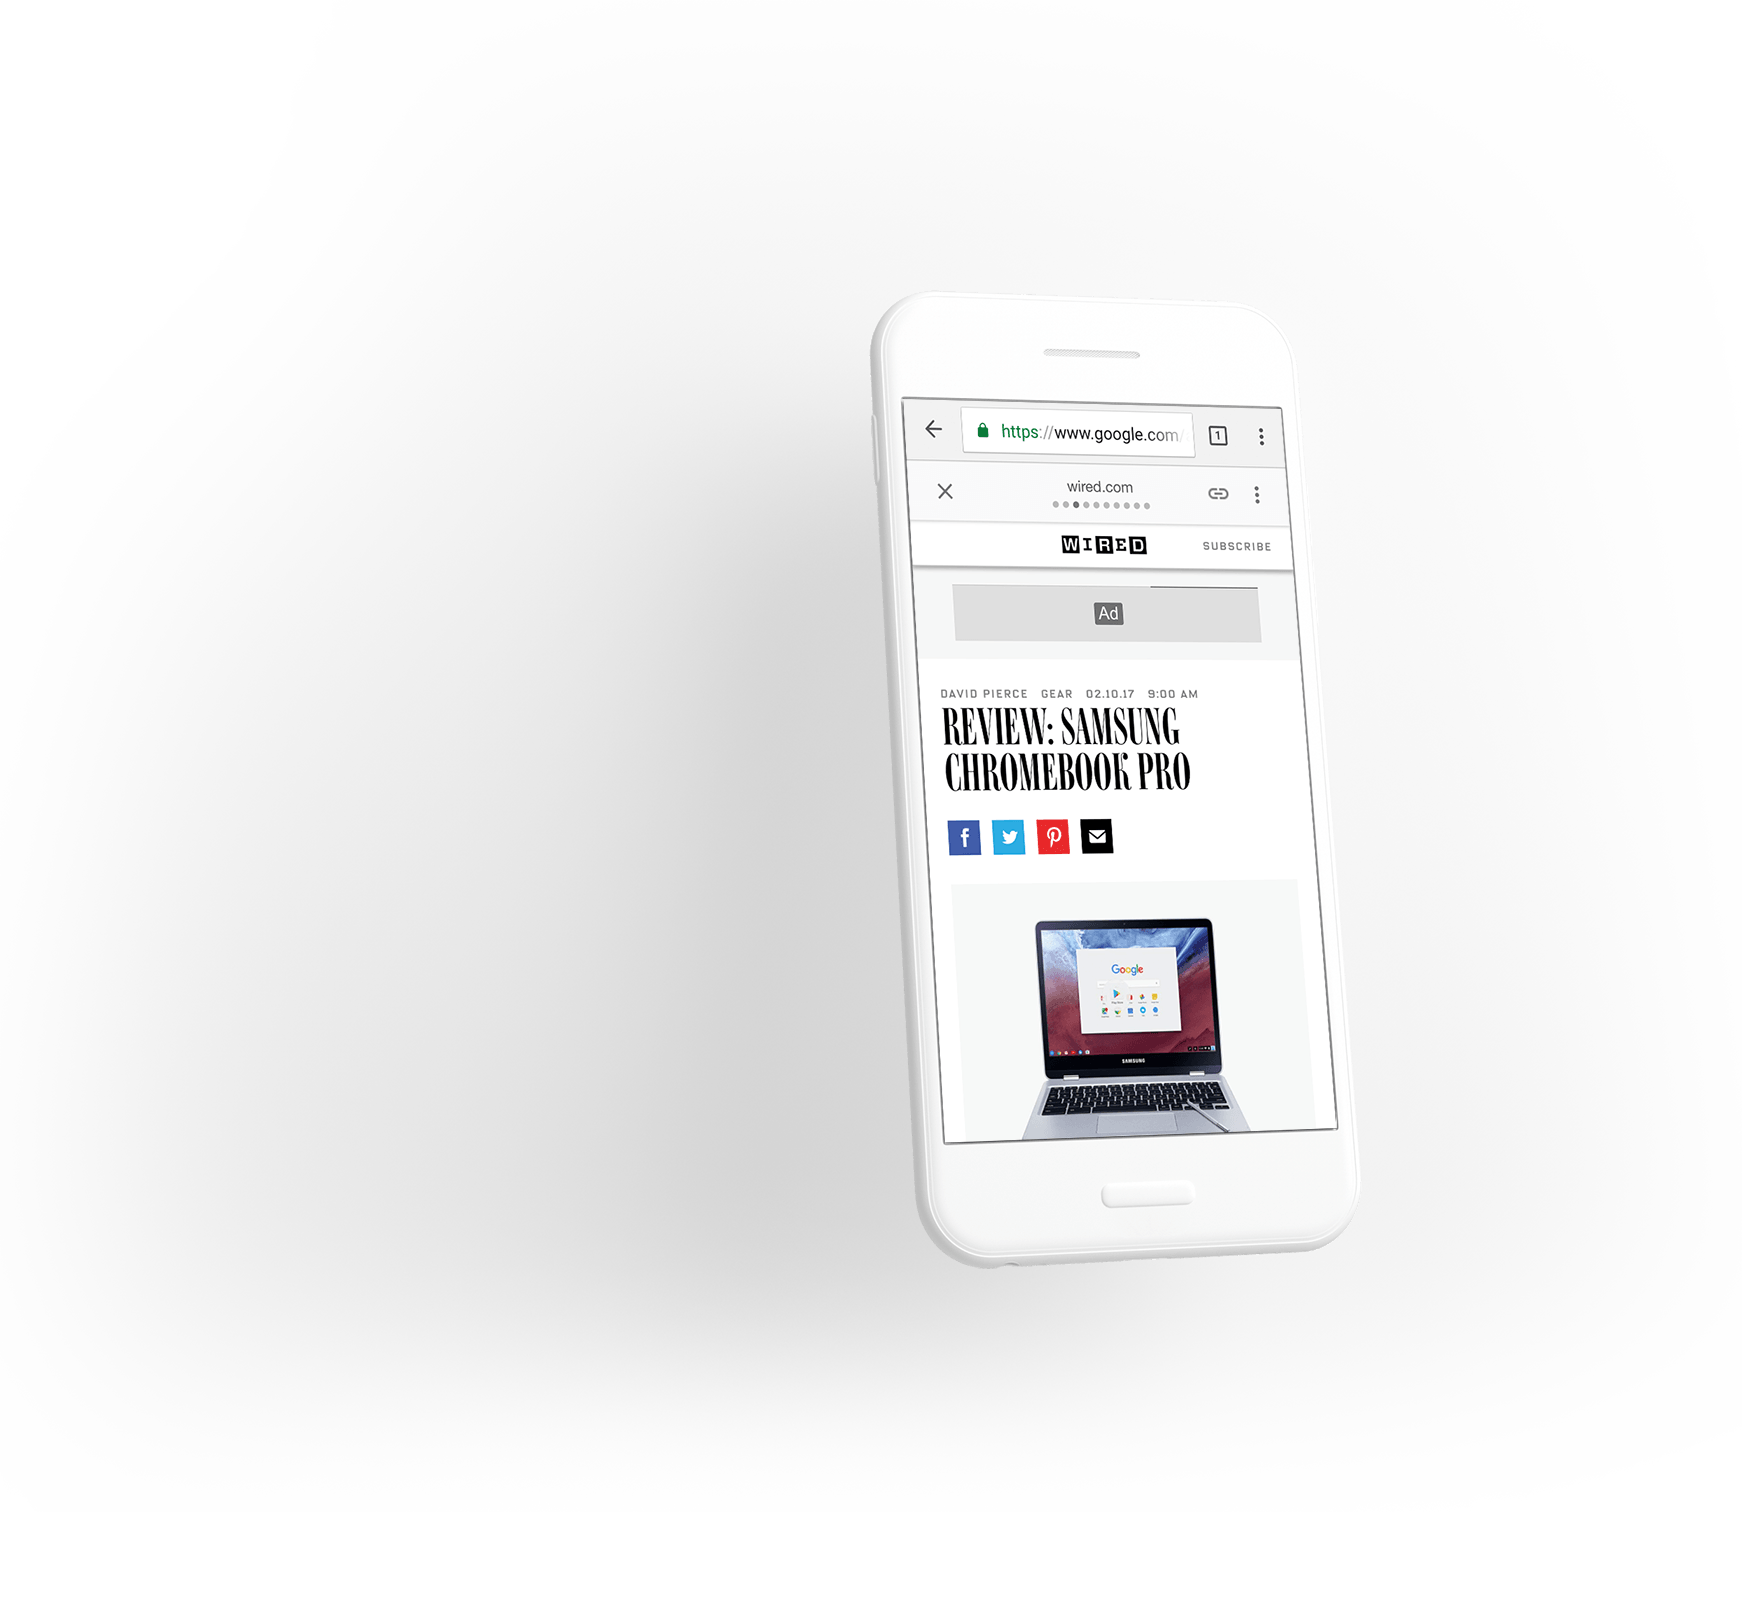 https://www.google.com/
1
wired.com
WIRED
SUBSCRIBE
Ad
DAVID PIERCE GEAR 02.10.17 9:00 AM
REVIEW: SAMSUNG
CHROMEBOOK PRO
Google
SAMSUNG